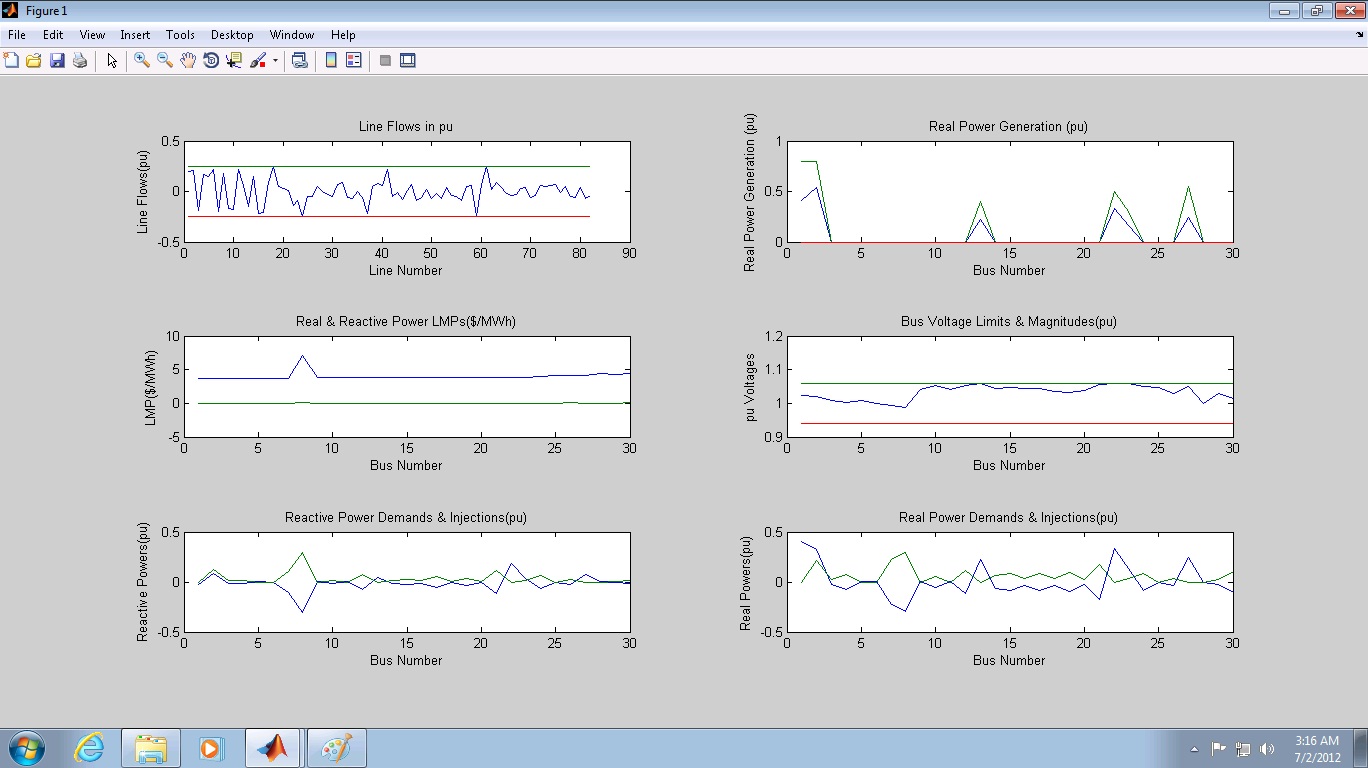 Figure 1
File Edit View Insert Tools Desktop Window Help
Line Flows in pu
Line Flows(pu)
0.5
0
-0.5
0 10 20 30 40 50 60 70 80 90
Line Number
Real Power Generation (pu)
Real Power Generation (pu)
1
0.5
0
0 5 10 15 20 25 30
Bus Number
Real & Reactive Power LMPs($/MWh)
LMP($/MWh)
10
5
0
-5
0 5 10 15 20 25 30
Bus Number
Bus Voltage Limits & Magnitudes(pu)
pu Voltages
1.2
1.1
1
0.9
0 5 10 15 20 25 30
Bus Number
Reactive Power Demands & Injections(pu)
Reactive Powers(pu)
0.5
0
-0.5
0 5 10 15 20 25 30
Bus Number
Real Power Demands & Injections(pu)
Real Powers(pu)
0.5
0
-0.5
0 5 10 15 20 25 30
Bus Number
3:16 AM
7/2/2012